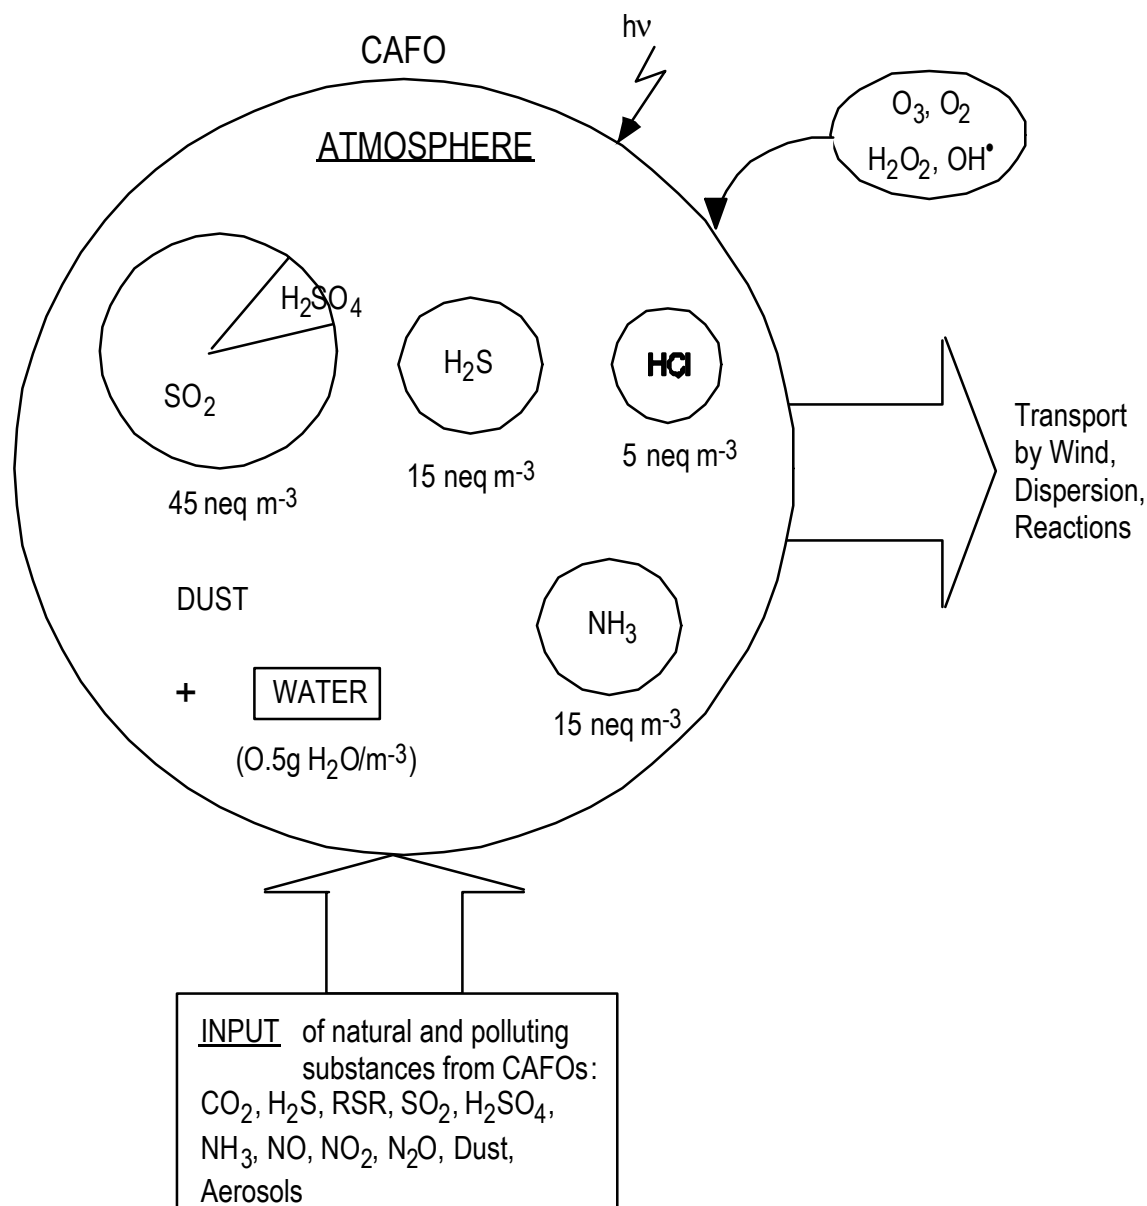 CAFO
hν
ATMOSPHERE
O3, O2
H2O2, OH•
H2SO4
SO2
45 neq m-3
H2S
15 neq m-3
HCl
5 neq m-3
Transport
by Wind,
Dispersion,
Reactions
DUST
+ WATER
(O.5g H2O/m-3)
NH3
15 neq m-3
INPUT of natural and polluting
substances from CAFOs:
CO2, H2S, RSR, SO2, H2SO4,
NH3, NO, NO2, N2O, Dust,
Aerosols